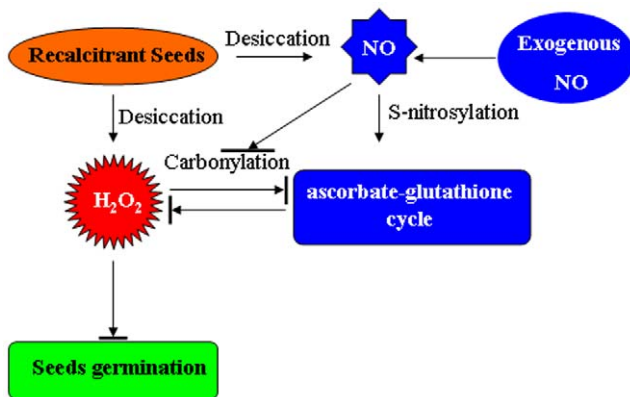 Recalcitrant Seeds
Desiccation
NO
Exogenous
NO
Desiccation
S-nitrosylation
Carbonylation
H₂O₂
ascorbate-glutathione
cycle
Seeds germination